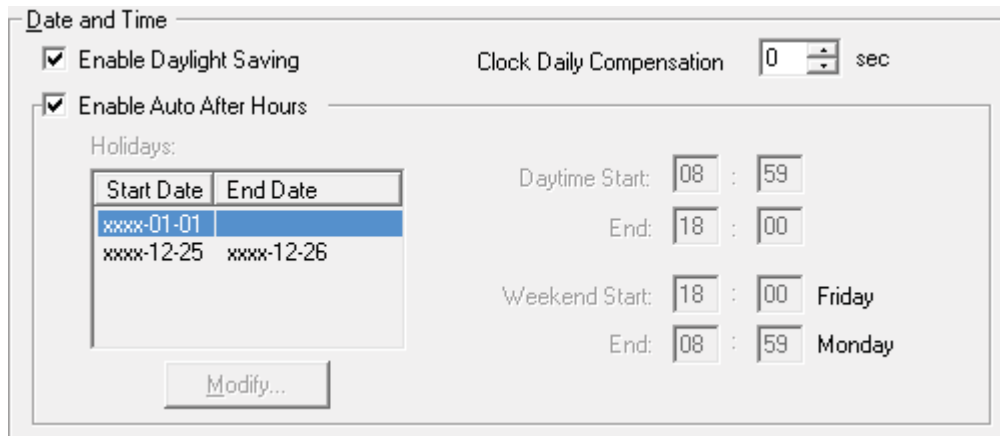 Date and Time
Enable Daylight Saving
Clock Daily Compensation 0 sec
Enable Auto After Hours
Holidays:
Start Date End Date
xxxx-01-01
xxxx-12-25 xxxx-12-26
Modify...
Daytime Start: 08 : 59
End: 18 : 00
Weekend Start: 18 : 00 Friday
End: 08 : 59 Monday